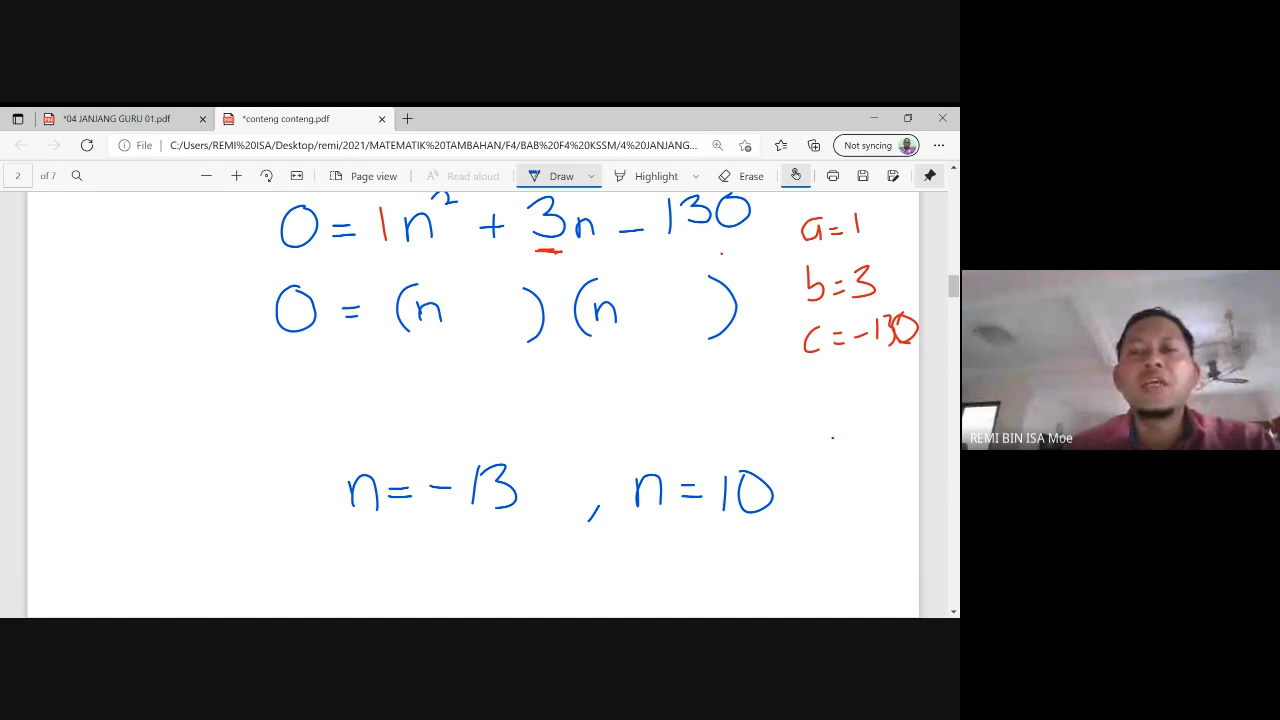 *04 JANJANG GURU 01.pdf
*conteng conteng.pdf
File C:/Users/REMI%20ISA/Desktop/remi/2021/MATEMATIK%20TAMBAHAN/F4/BAB%20F4%20KSSM/4%20JANJANG... Not syncing
2 of 7 Page view Read aloud Draw Highlight Erase
0 = 1n² + 3n - 130
a = 1
0 = (n ) (n )
b = 3
c = -130
REMI BIN ISA Moe
n = -13 , n = 10